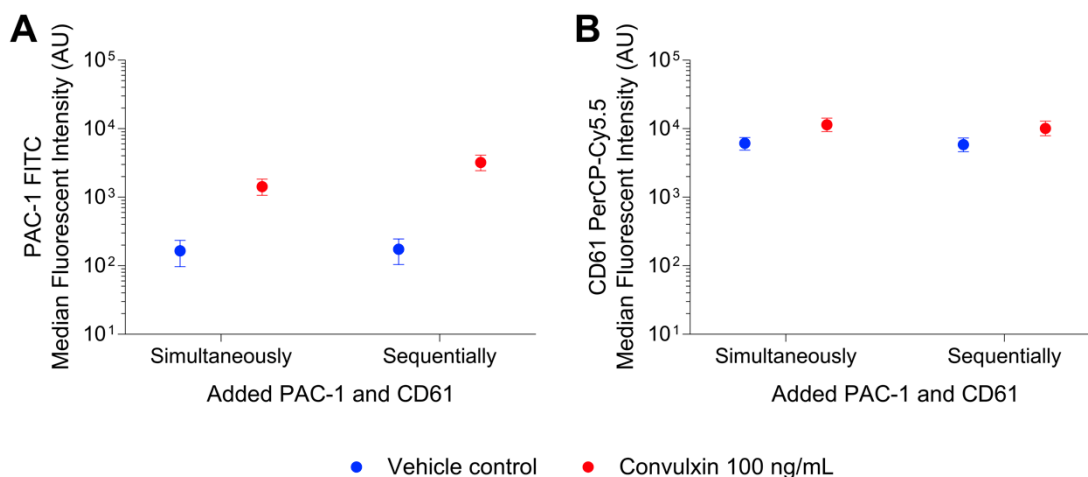 A
PAC-1 FITC
Median Fluorescent Intensity (AU)
10⁵
10⁴
10³
10²
10¹
Simultaneously Sequentially
Added PAC-1 and CD61
B
CD61 PerCP-Cy5.5
Median Fluorescent Intensity (AU)
10⁵
10⁴
10³
10²
10¹
Simultaneously Sequentially
Added PAC-1 and CD61
Vehicle control Convulxin 100 ng/mL